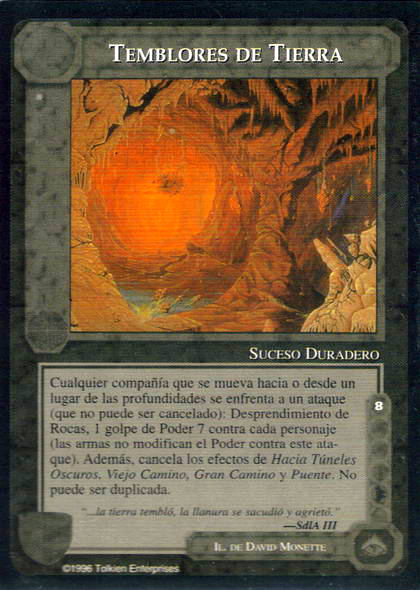 TEMBLORES DE TIERRA
SUCESO DURADERO
Cualquier compañía que se mueva hacia o desde un
lugar de las profundidades se enfrenta a un ataque
(que no puede ser cancelado): Desprendimiento de
Rocas, 1 golpe de Poder 7 contra cada personaje
(las armas no modifican el Poder contra este ata-
que). Además, cancela los efectos de Hacia Túneles
Oscuros, Viejo Camino, Gran Camino y Puente. No
puede ser duplicada.
8
"...la tierra tembló, la llanura se sacudió y agrietó."
—SdlA III
IL. DE DAVID MONETTE
©1996 Tolkien Enterprises